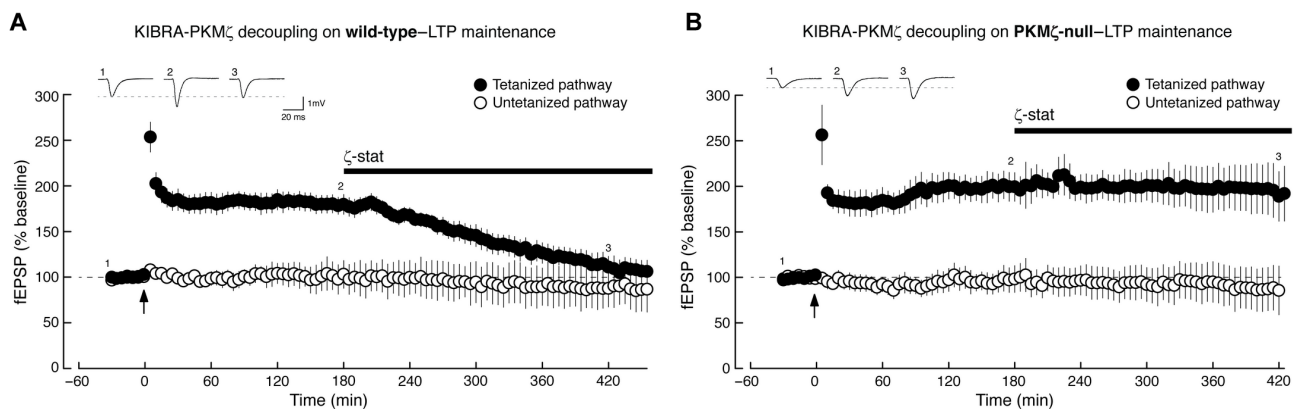 A
KIBRA-PKMζ decoupling on wild-type–LTP maintenance
1
2
3
1mV
20 ms
Tetanized pathway
Untetanized pathway
ζ-stat
1
2
3
fEPSP (% baseline)
300
250
200
150
100
50
0
−60
0
60
120
180
240
300
360
420
Time (min)
B
KIBRA-PKMζ decoupling on PKMζ-null–LTP maintenance
1
2
3
Tetanized pathway
Untetanized pathway
ζ-stat
1
2
3
fEPSP (% baseline)
300
250
200
150
100
50
0
−60
0
60
120
180
240
300
360
420
Time (min)